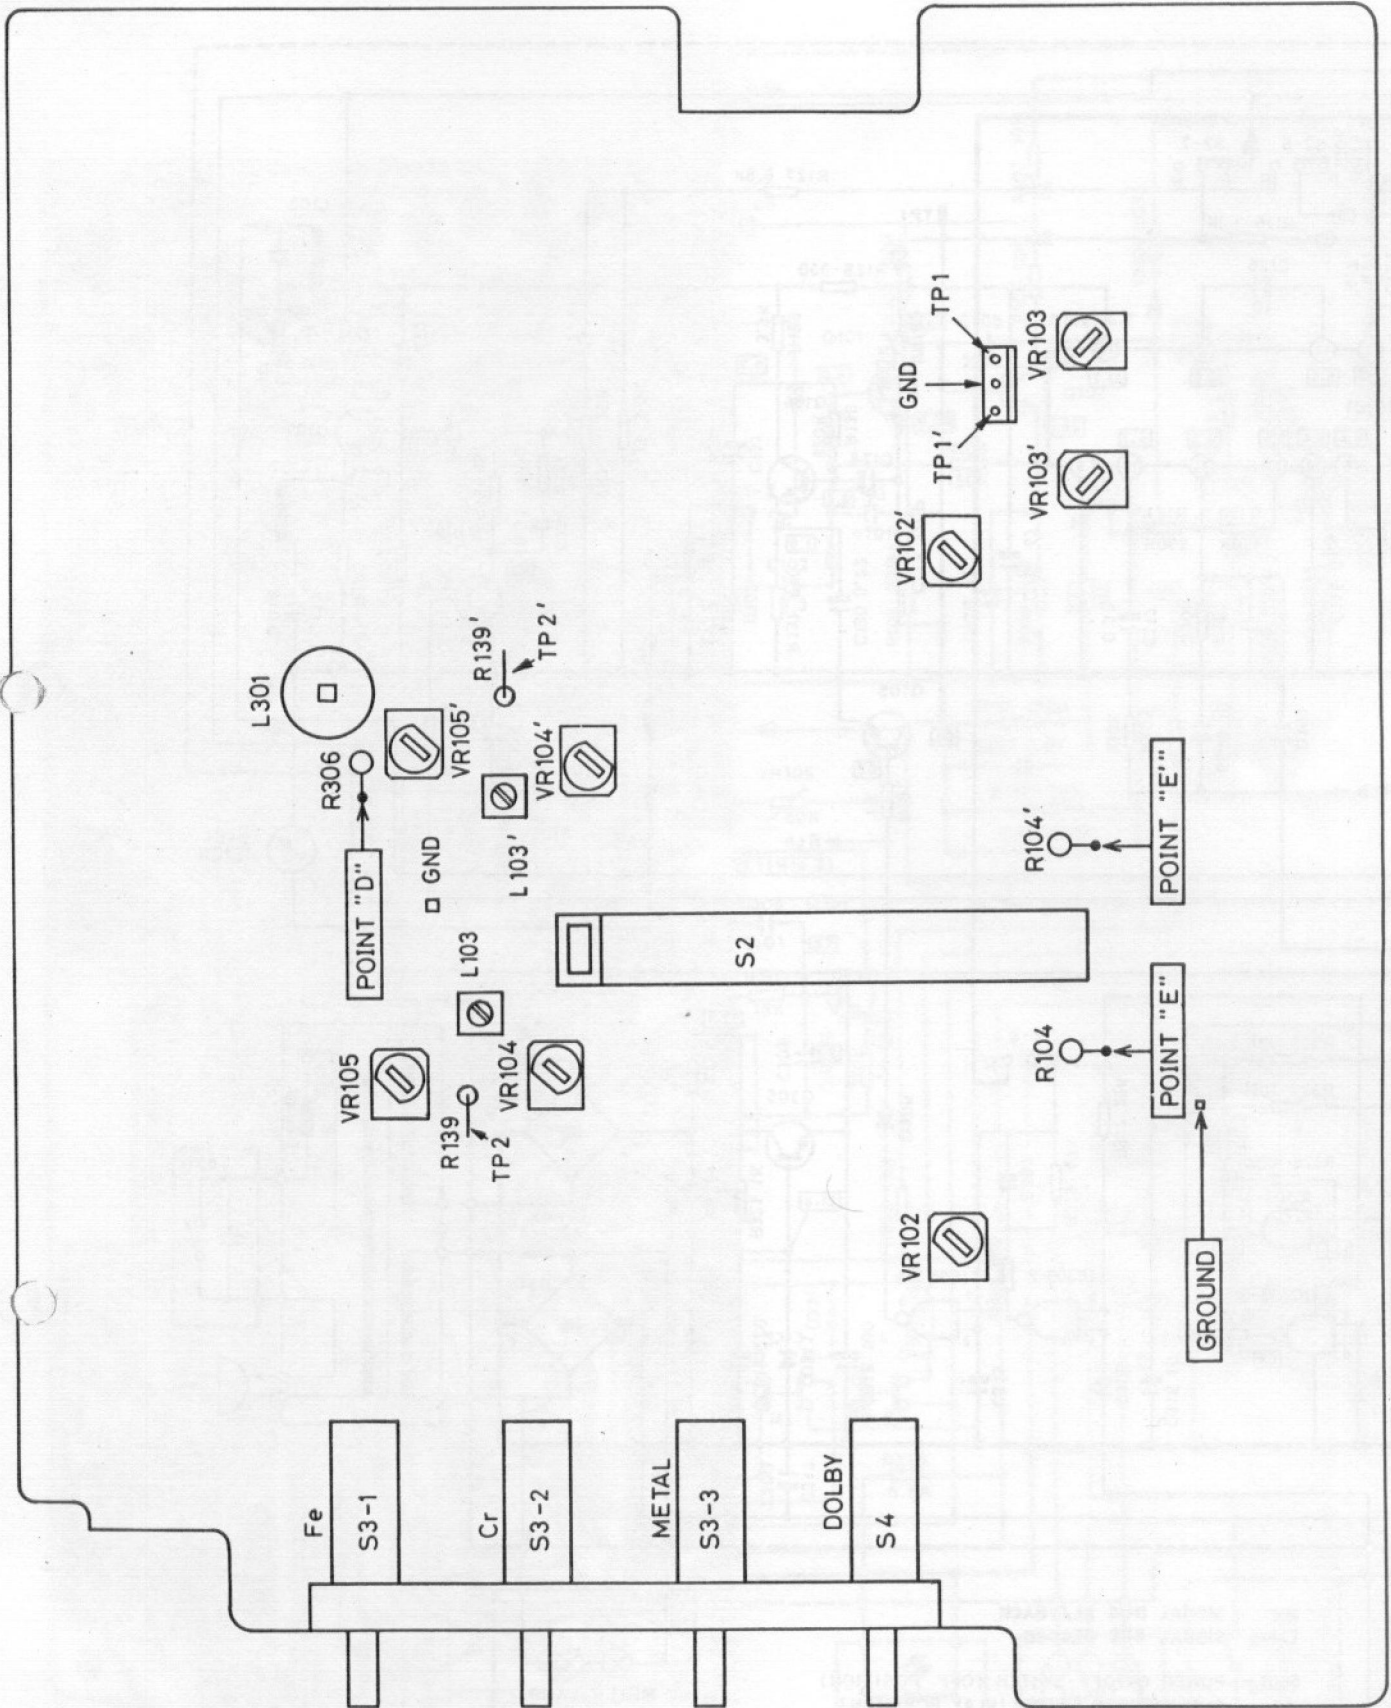 L301
R306
POINT "D"
GND
VR105'
R139'
TP2'
L103'
VR104'
L103
VR105
R139
TP2
VR104
S2
TP1
GND
TP1'
VR103
VR103'
VR102'
R104'
POINT "E'"
R104
POINT "E"
GROUND
VR102
Fe
S3-1
Cr
S3-2
METAL
S3-3
DOLBY
S4